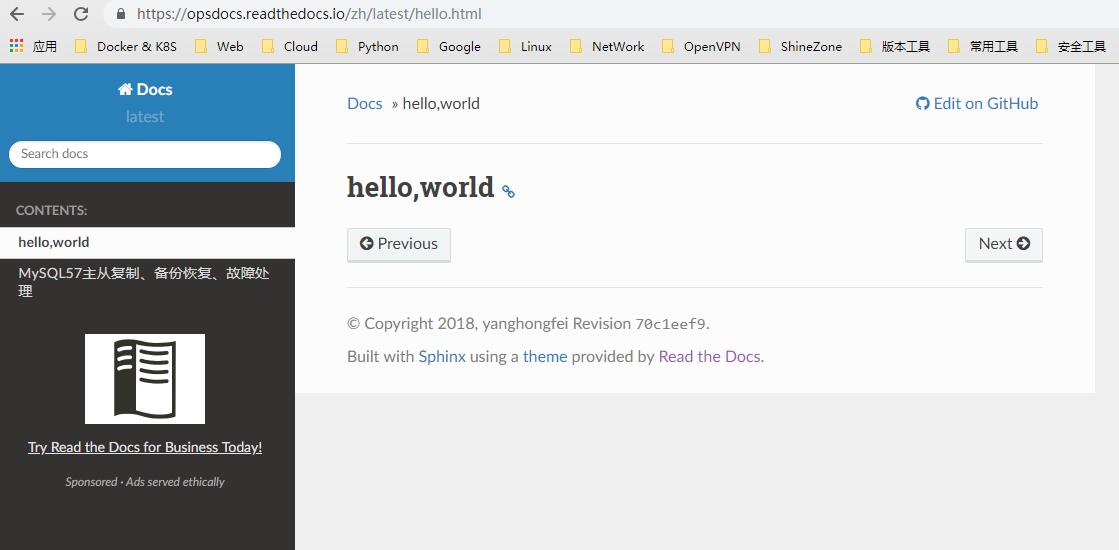 https://opsdocs.readthedocs.io/zh/latest/hello.html
应用 Docker & K8S Web Cloud Python Google Linux NetWork OpenVPN ShineZone 版本工具 常用工具 安全工具
Docs
latest
Search docs
CONTENTS:
hello,world
MySQL57主从复制、备份恢复、故障处
理
Try Read the Docs for Business Today!
Sponsored · Ads served ethically
Docs » hello,world
Edit on GitHub
hello,world
Previous
Next
© Copyright 2018, yanghongfei Revision 70c1eef9.
Built with Sphinx using a theme provided by Read the Docs.